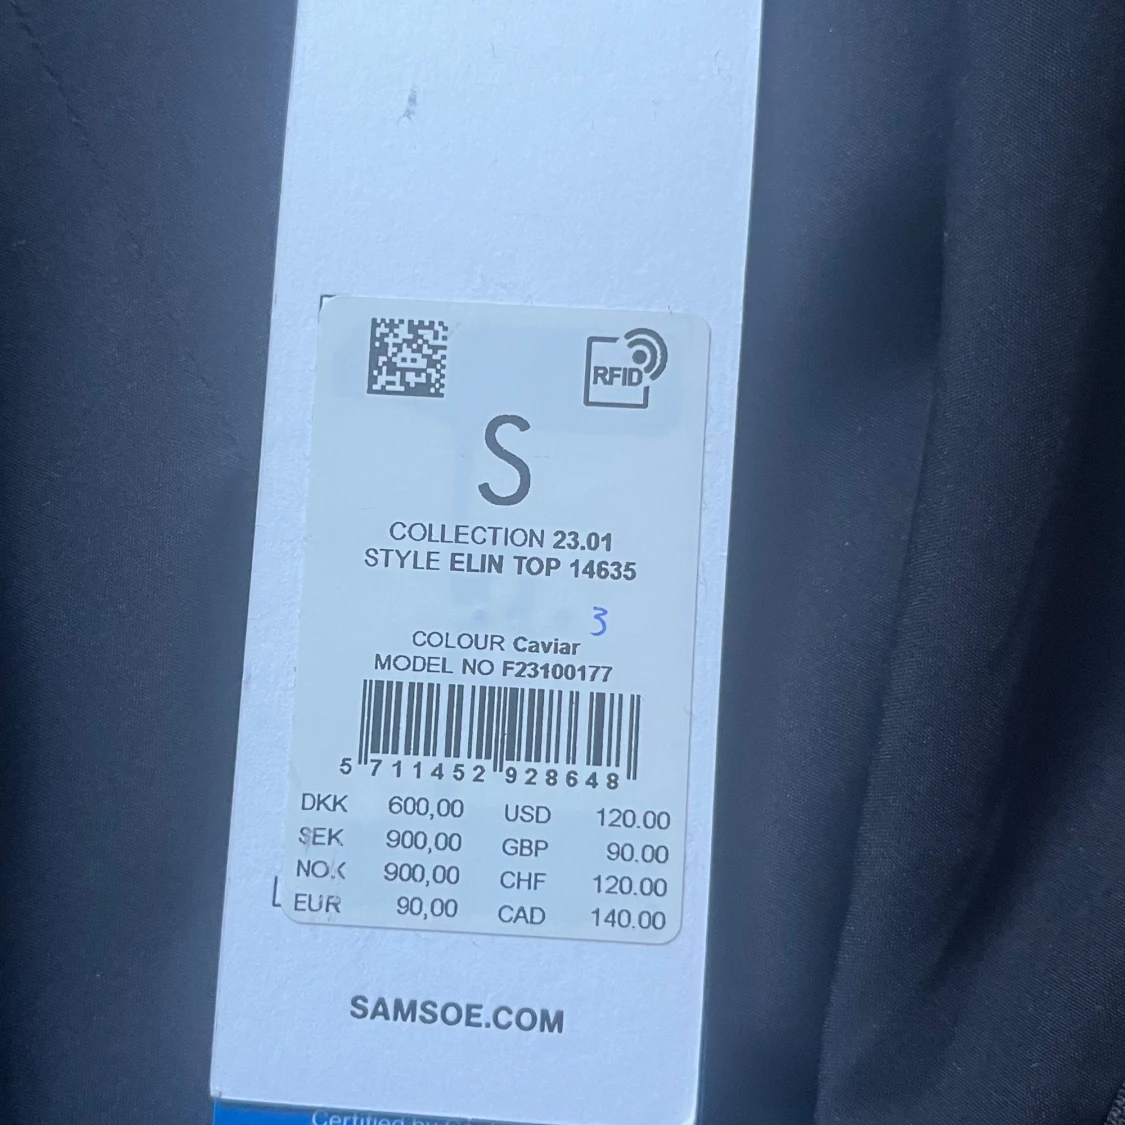 RFID
S
COLLECTION 23.01
STYLE ELIN TOP 14635
3
COLOUR Caviar
MODEL NO F23100177
5 711452 928648
DKK 600,00 USD 120.00
SEK 900,00 GBP 90.00
NOK 900,00 CHF 120.00
EUR 90,00 CAD 140.00
SAMSOE.COM
Certified by